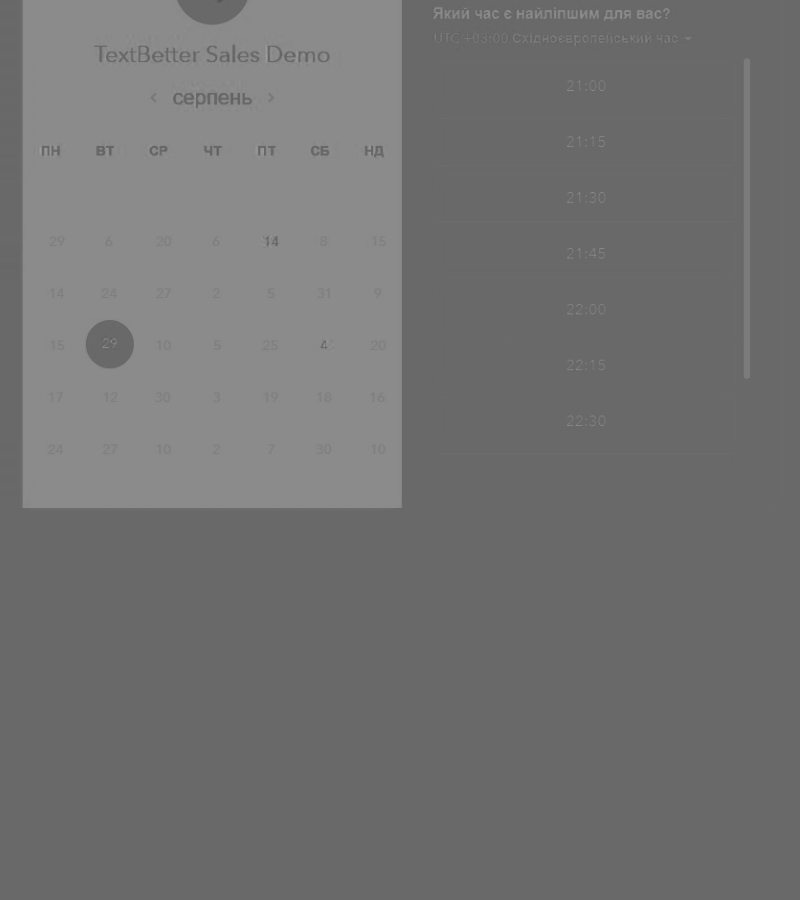 TextBetter Sales Demo
‹ серпень ›
ПН ВТ СР ЧТ ПТ СБ НД
29 6 20 6 14 8 15
14 24 27 2 5 31 9
15 29 10 5 25 4 20
17 12 30 3 19 18 16
24 27 10 2 7 30 10
Який час є найліпшим для вас?
UTC +03:00 Східноєвропейський час
21:00
21:15
21:30
21:45
22:00
22:15
22:30